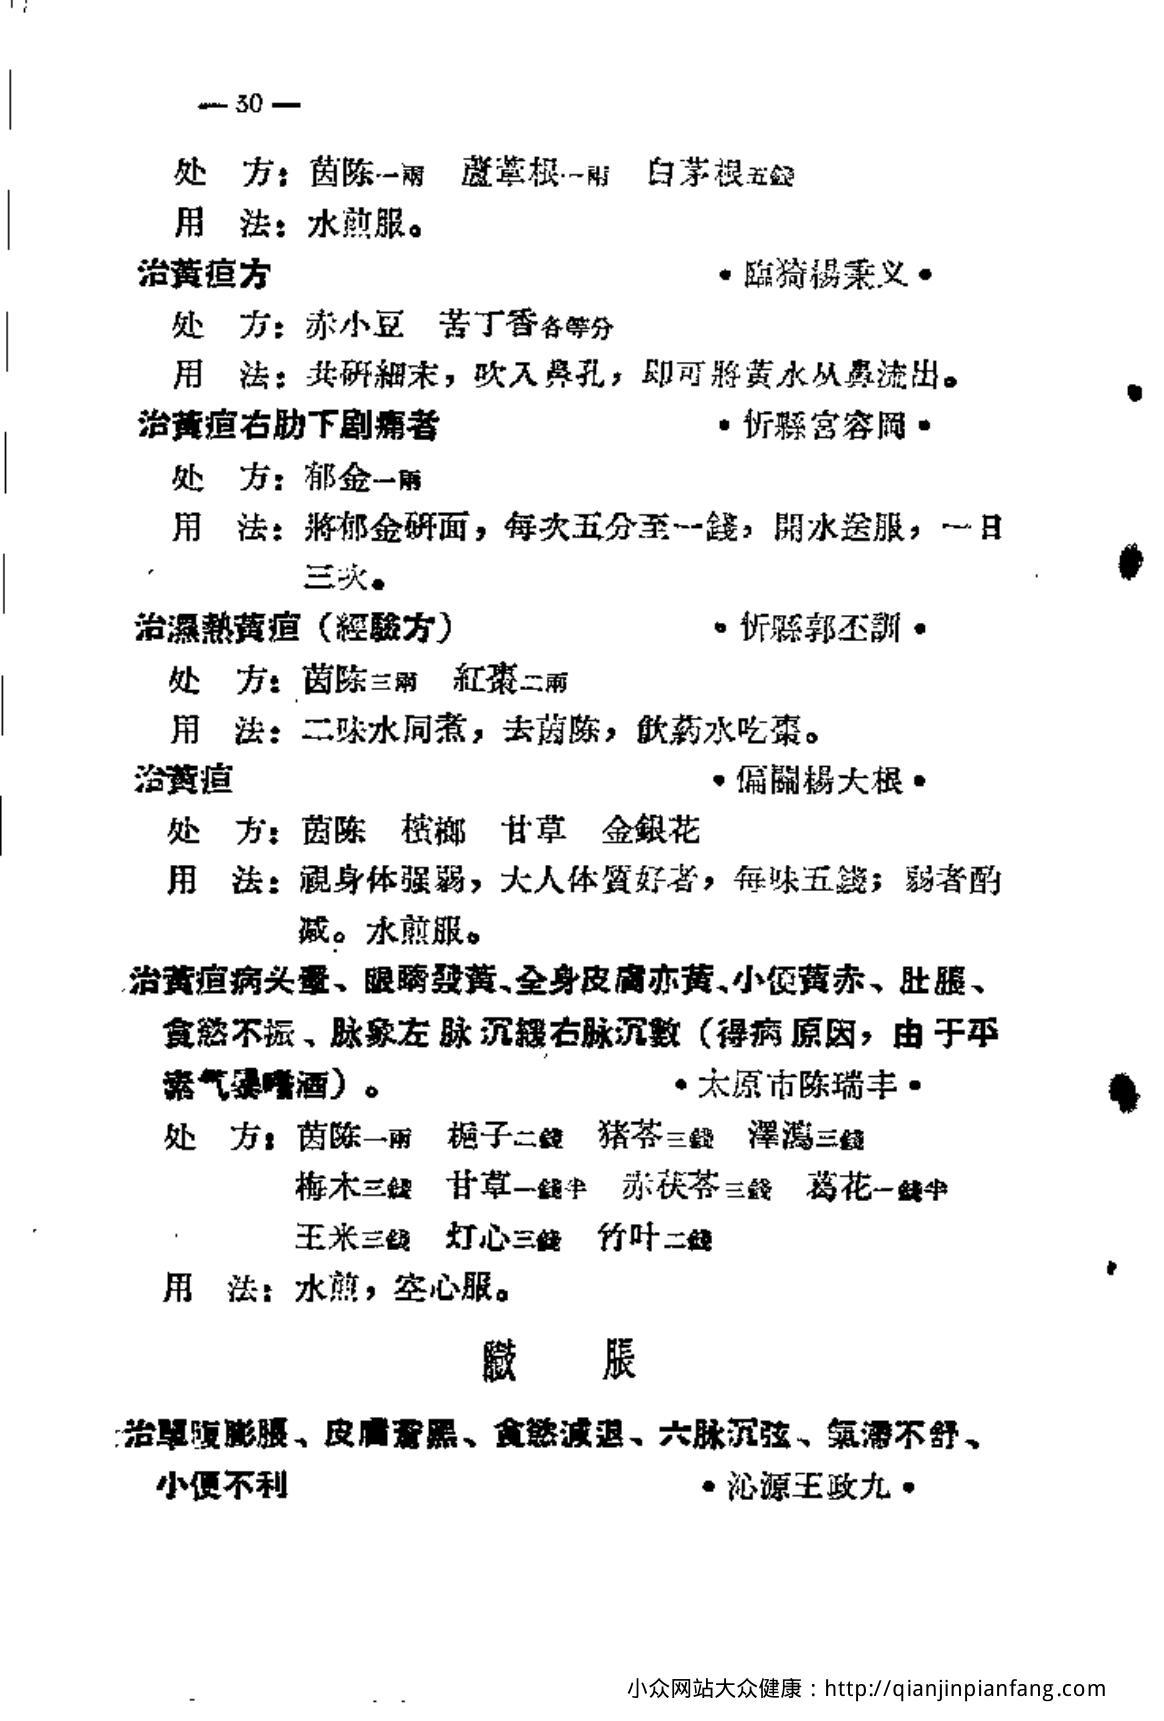 — 30 —
处　方：茵陈一兩　蘆葦根一兩　白茅根五錢
用　法：水煎服。
治黃疸方　•臨猗楊秉义•
处　方：赤小豆　苦丁香各等分
用　法：共研細末，吹入鼻孔，即可將黃水从鼻流出。
治黃疸右肋下剧痛者　•忻縣宮容岡•
处　方：郁金一兩
用　法：將郁金研面，每次五分至一錢，開水送服，一日
三次。
治濕熱黃疸（經驗方）　•忻縣郭丕訓•
处　方：茵陈三兩　紅棗二兩
用　法：二味水同煮，去茵陈，飲葯水吃棗。
治黃疸　•偏關楊大根•
处　方：茵陈　檳榔　甘草　金銀花
用　法：視身体强弱，大人体質好者，每味五錢；弱者酌
减。水煎服。
治黃疸病头暈、眼睛發黃、全身皮膚亦黃、小便黃赤、肚脹、
食慾不振、脉象左脉沉緩右脉沉數（得病原因，由于平
素气暴嗜酒）。　•太原市陈瑞丰•
处　方：茵陈一兩　梔子二錢　猪苓三錢　澤瀉三錢
梅木三錢　甘草一錢半　赤茯苓三錢　葛花一錢半
王米三錢　灯心三錢　竹叶二錢
用　法：水煎，空心服。
臌　脹
治單腹膨脹、皮膚蒼黑、食慾減退、六脉沉弦、氣滯不舒、
小便不利　•沁源王政九•
小众网站大众健康：http://qianjinpianfang.com